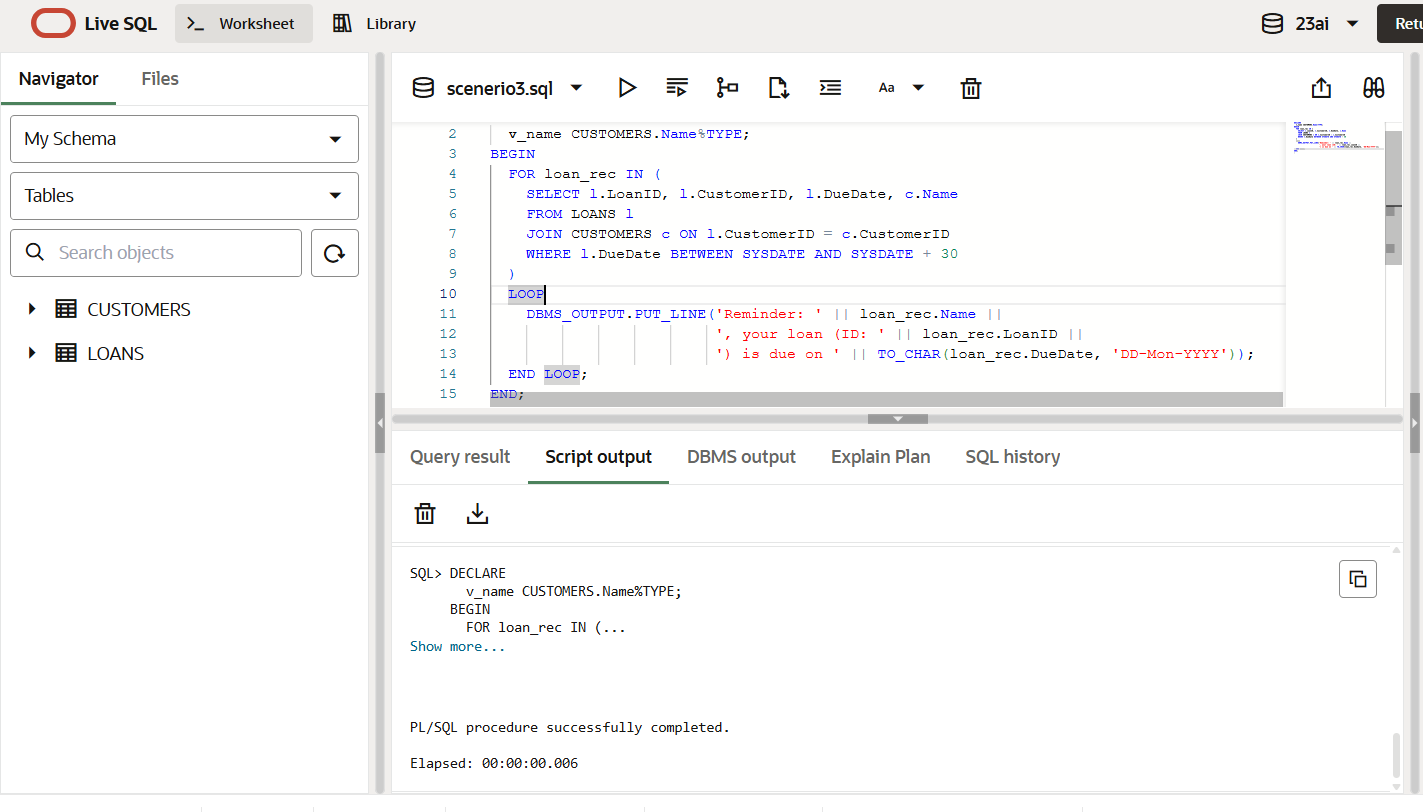 Live SQL
>_ Worksheet
Library
23ai
Retu
Navigator
Files
My Schema
Tables
Search objects
CUSTOMERS
LOANS
scenerio3.sql
Aa
2 v_name CUSTOMERS.Name%TYPE;
3 BEGIN
4 FOR loan_rec IN (
5 SELECT l.LoanID, l.CustomerID, l.DueDate, c.Name
6 FROM LOANS l
7 JOIN CUSTOMERS c ON l.CustomerID = c.CustomerID
8 WHERE l.DueDate BETWEEN SYSDATE AND SYSDATE + 30
9 )
10 LOOP
11 DBMS_OUTPUT.PUT_LINE('Reminder: ' || loan_rec.Name ||
12 ', your loan (ID: ' || loan_rec.LoanID ||
13 ') is due on ' || TO_CHAR(loan_rec.DueDate, 'DD-Mon-YYYY'));
14 END LOOP;
15 END;
Query result
Script output
DBMS output
Explain Plan
SQL history
SQL> DECLARE
v_name CUSTOMERS.Name%TYPE;
BEGIN
FOR loan_rec IN (...
Show more...
PL/SQL procedure successfully completed.
Elapsed: 00:00:00.006